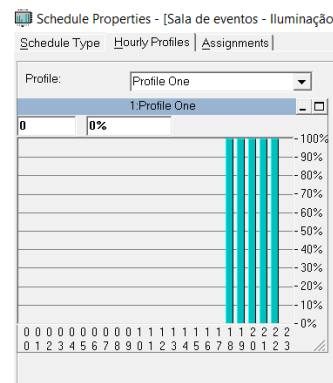 Schedule Properties - [Sala de eventos - Iluminação
Schedule Type Hourly Profiles Assignments
Profile: Profile One
1:Profile One
0 0%
100%
90%
80%
70%
60%
50%
40%
30%
20%
10%
0%
0 0 0 0 0 0 0 0 0 0 1 1 1 1 1 1 1 1 1 1 2 2 2 2
0 1 2 3 4 5 6 7 8 9 0 1 2 3 4 5 6 7 8 9 0 1 2 3